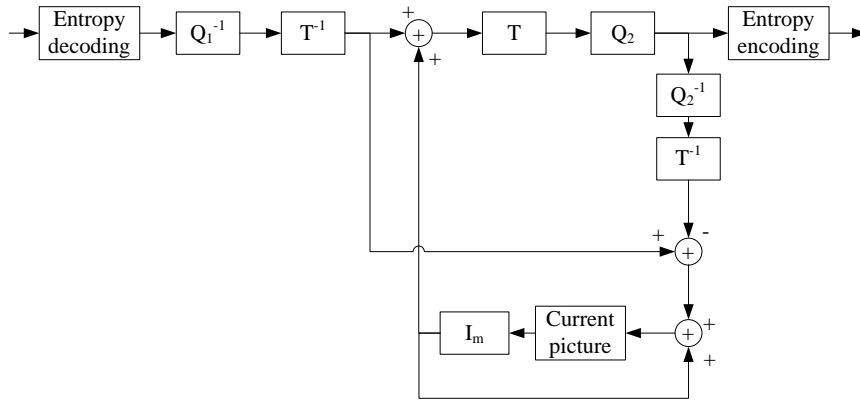 Entropy
decoding
Q₁⁻¹
T⁻¹
+
+
+
T
Q₂
Entropy
encoding
Q₂⁻¹
T⁻¹
+
-
+
Iₘ
Current
picture
+
+
+